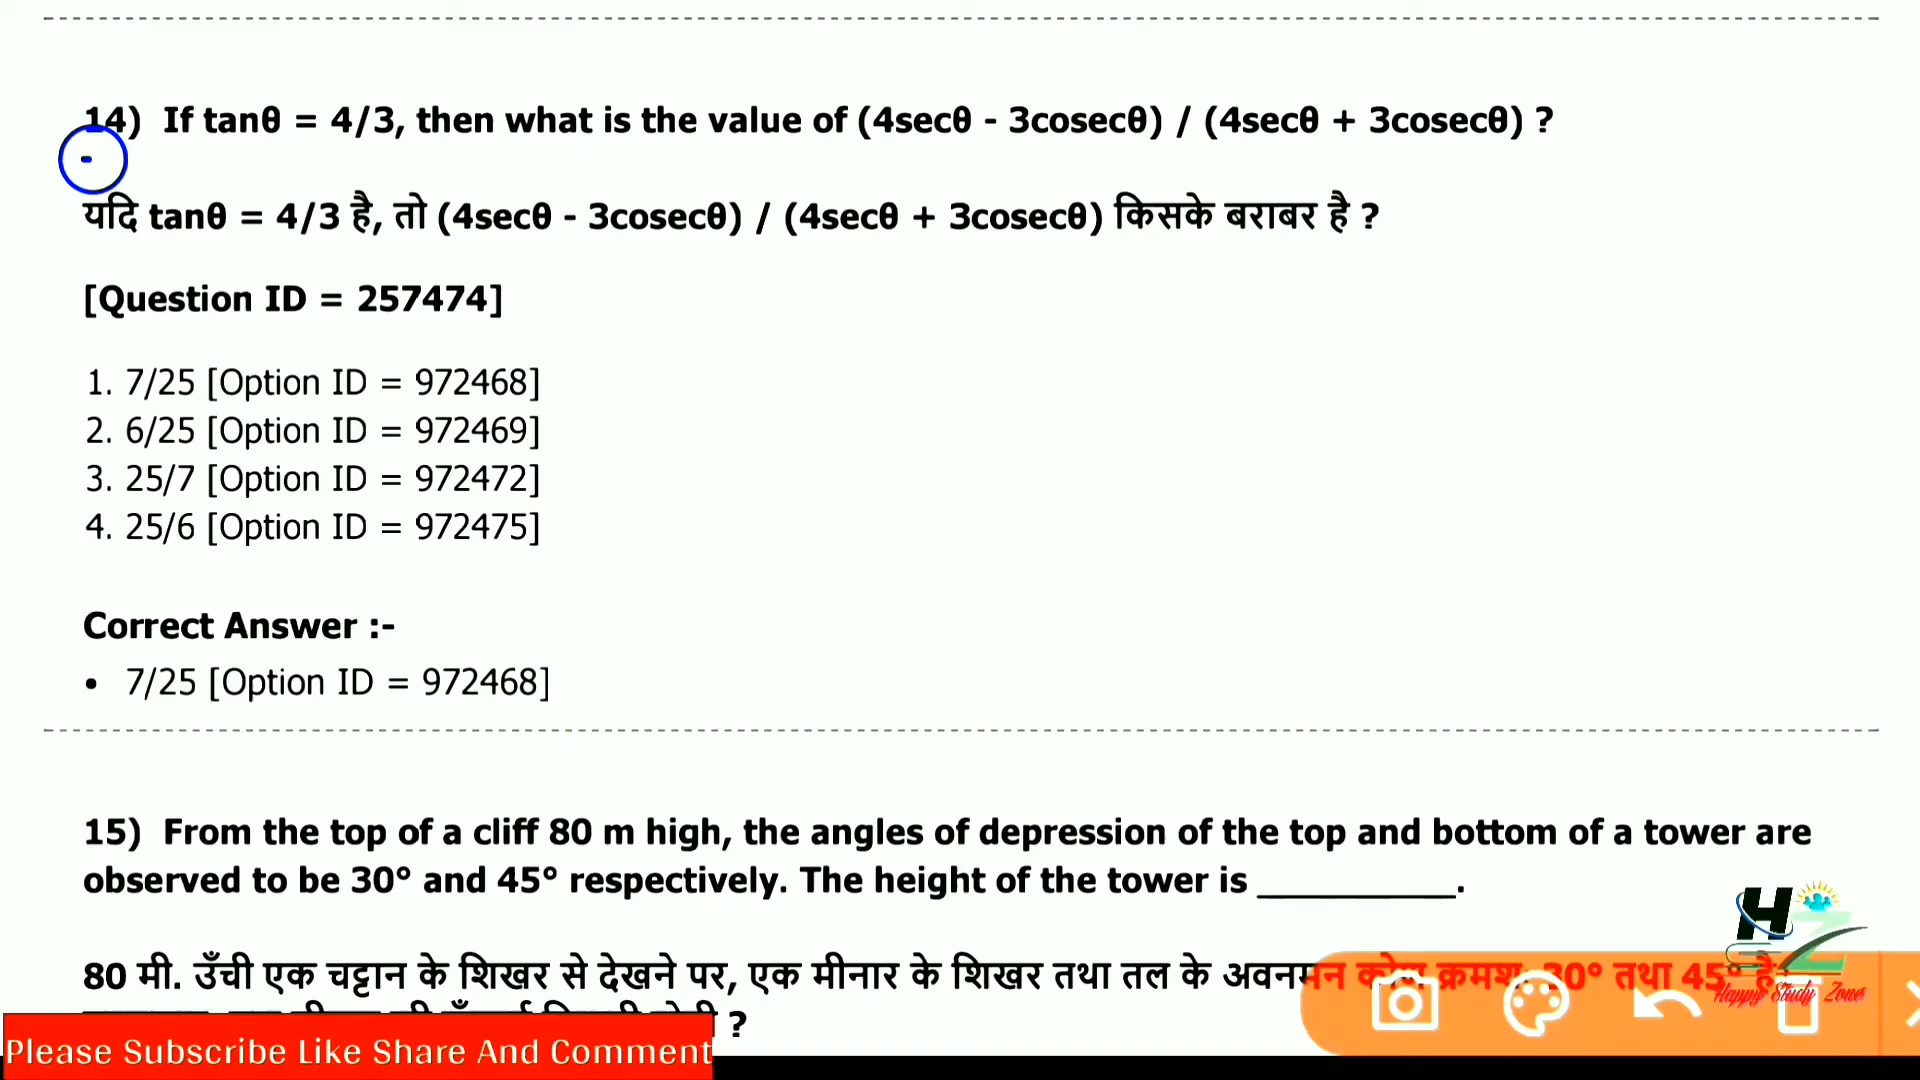 14)  If tanθ = 4/3, then what is the value of (4secθ - 3cosecθ) / (4secθ + 3cosecθ) ?
यदि tanθ = 4/3 है, तो (4secθ - 3cosecθ) / (4secθ + 3cosecθ) किसके बराबर है ?
[Question ID = 257474]
1. 7/25 [Option ID = 972468]
2. 6/25 [Option ID = 972469]
3. 25/7 [Option ID = 972472]
4. 25/6 [Option ID = 972475]
Correct Answer :-
• 7/25 [Option ID = 972468]
15)  From the top of a cliff 80 m high, the angles of depression of the top and bottom of a tower are
observed to be 30° and 45° respectively. The height of the tower is __________.
80 मी. उँची एक चट्टान के शिखर से देखने पर, एक मीनार के शिखर तथा तल के अवनमन कोण क्रमशः 30° तथा 45° है;
?
Happy Study Zone
Please Subscribe Like Share And Comment